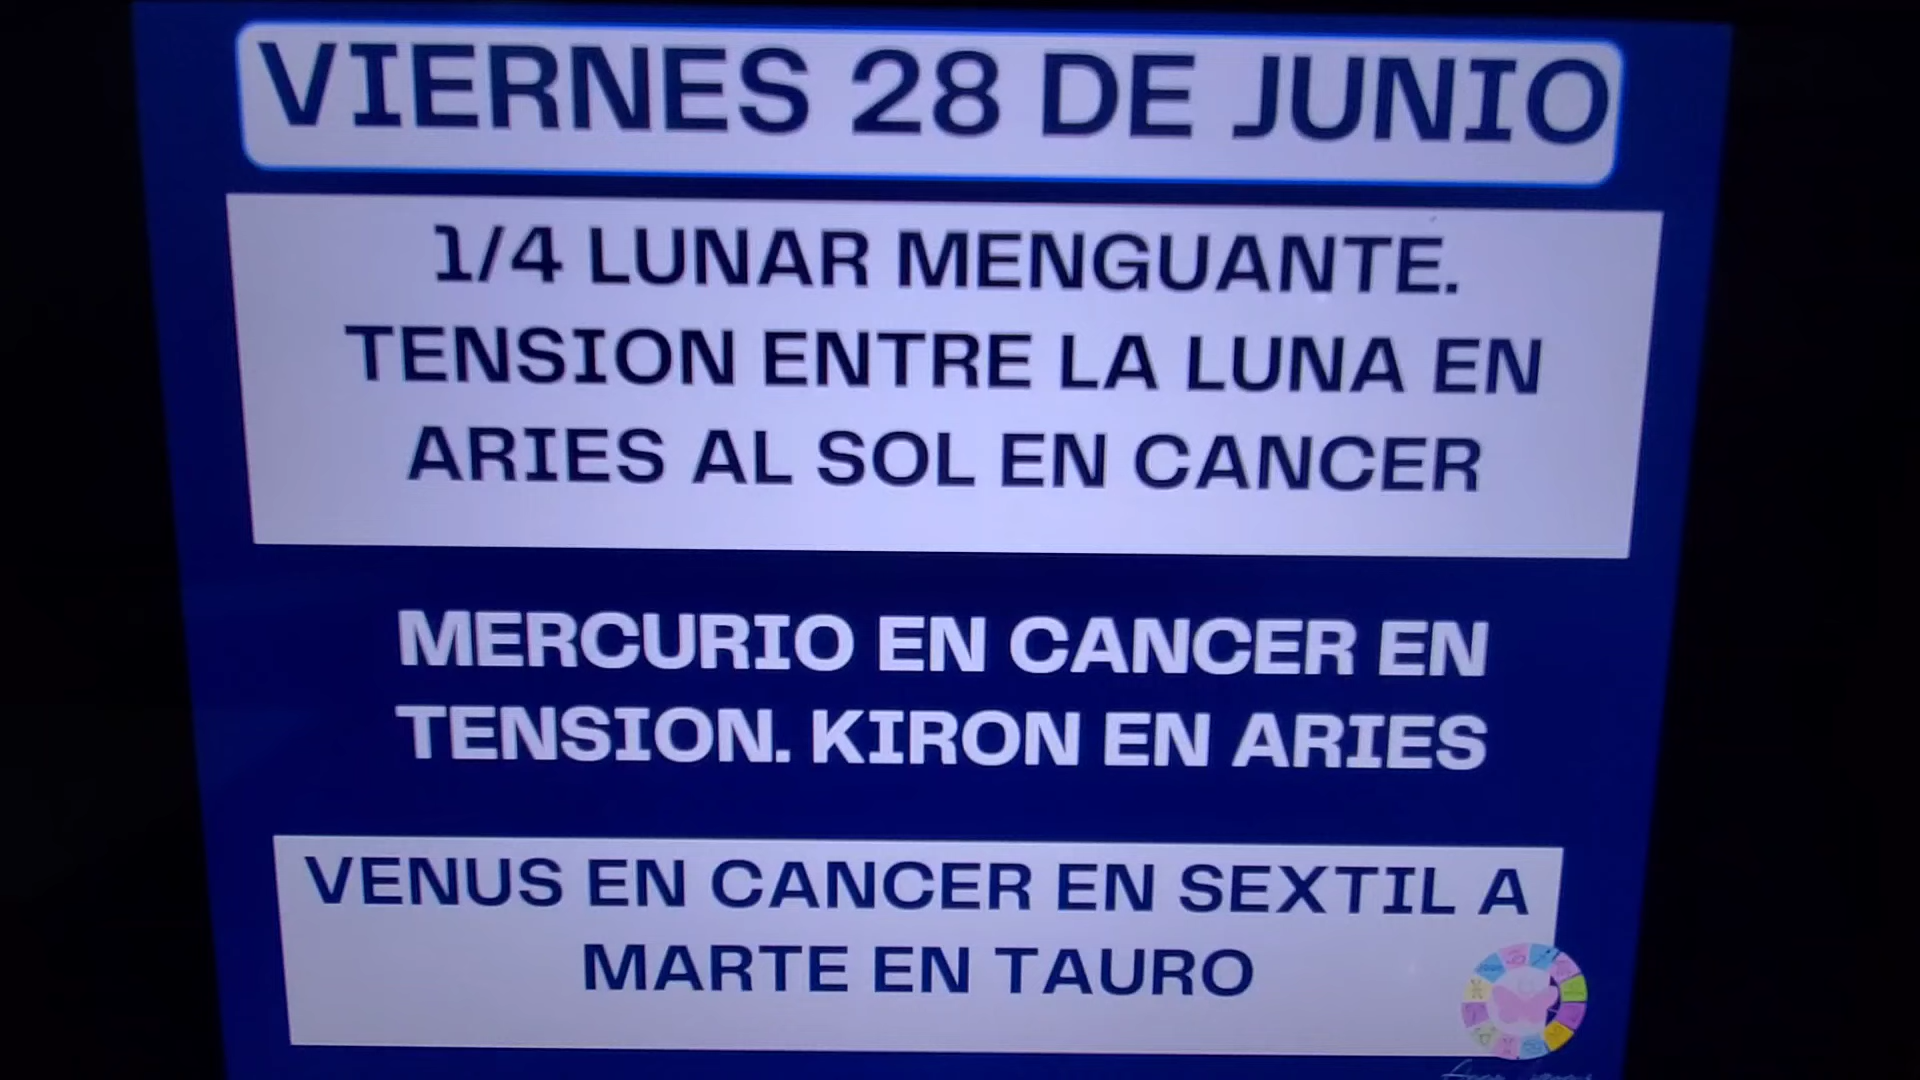 VIERNES 28 DE JUNIO
1/4 LUNAR MENGUANTE.
TENSION ENTRE LA LUNA EN
ARIES AL SOL EN CANCER
MERCURIO EN CANCER EN
TENSION. KIRON EN ARIES
VENUS EN CANCER EN SEXTIL A
MARTE EN TAURO